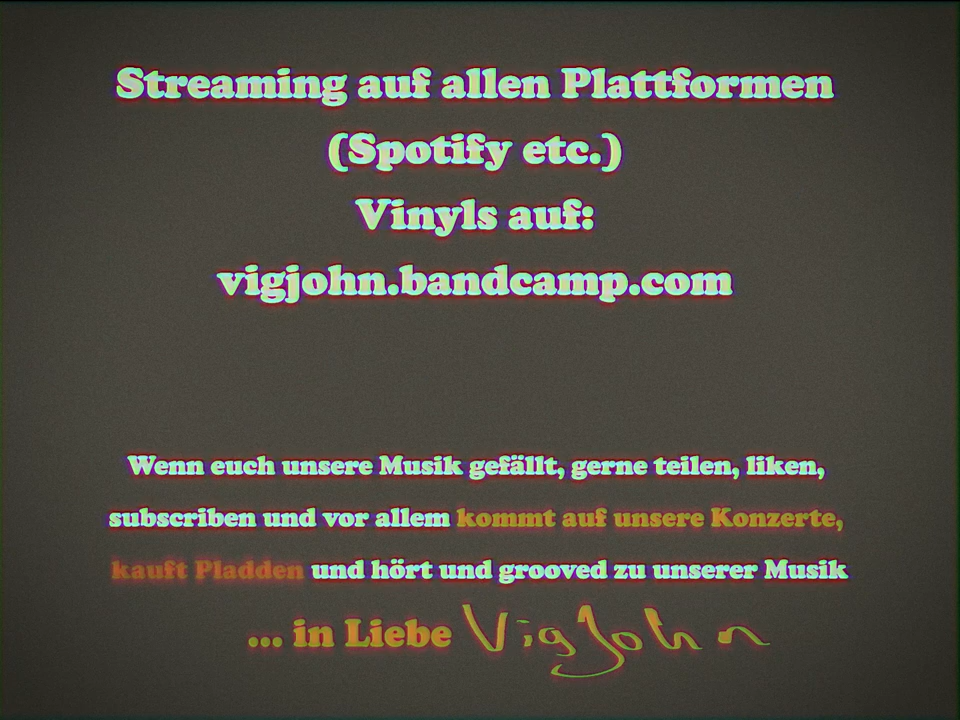 Streaming auf allen Plattformen
(Spotify etc.)
Vinyls auf:
vigjohn.bandcamp.com
Wenn euch unsere Musik gefällt, gerne teilen, liken,
subscriben und vor allem kommt auf unsere Konzerte,
kauft Pladden und hört und grooved zu unserer Musik
... in Liebe VigJohn